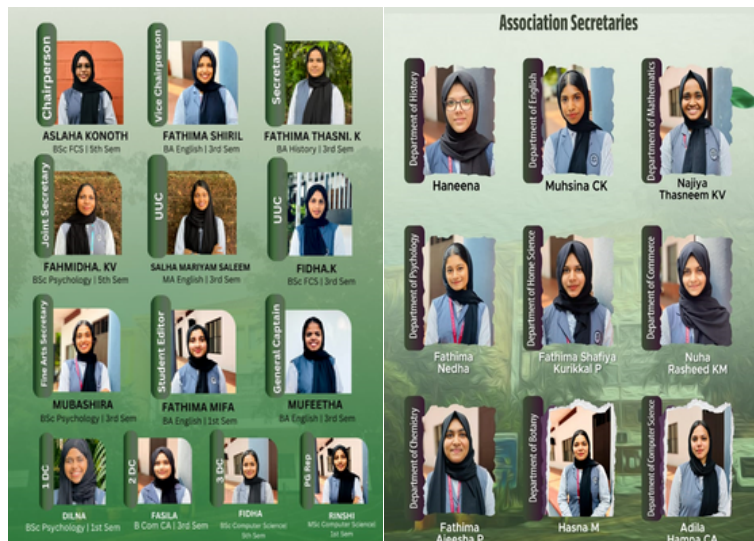 Chairperson
ASLAHA KONOTH
BSc FCS | 5th Sem
Vice Chairperson
FATHIMA SHIRIL
BA English | 3rd Sem
Secretary
FATHIMA THASNI. K
BA History | 3rd Sem
Joint Secretary
FAHMIDHA. KV
BSc Psychology | 5th Sem
UUC
SALHA MARIYAM SALEEM
MA English | 3rd Sem
UUC
FIDHA.K
BSc FCS | 3rd Sem
Fine Arts Secretary
MUBASHIRA
BSc Psychology | 3rd Sem
Student Editor
FATHIMA MIFA
BA English | 1st Sem
General Captain
MUFEETHA
BA English | 3rd Sem
1 DC
DILNA
BSc Psychology | 1st Sem
2 DC
FASILA
B Com CA | 3rd Sem
3 DC
FIDHA
BSc Computer Science|
5th Sem
PG Rep
RINSHI
MSc Computer Science|
1st Sem
Association Secretaries
Department of History
Haneena
Department of English
Muhsina CK
Department of Mathematics
Najiya
Thasneem KV
Department of Psychology
Fathima
Nedha
Department of Home Science
Fathima Shafiya
Kurikkal P
Department of Commerce
Nuha
Rasheed KM
Department of Chemistry
Fathima
Ajeesha P
Department of Botany
Hasna M
Department of Computer Science
Adila
Hamna CA